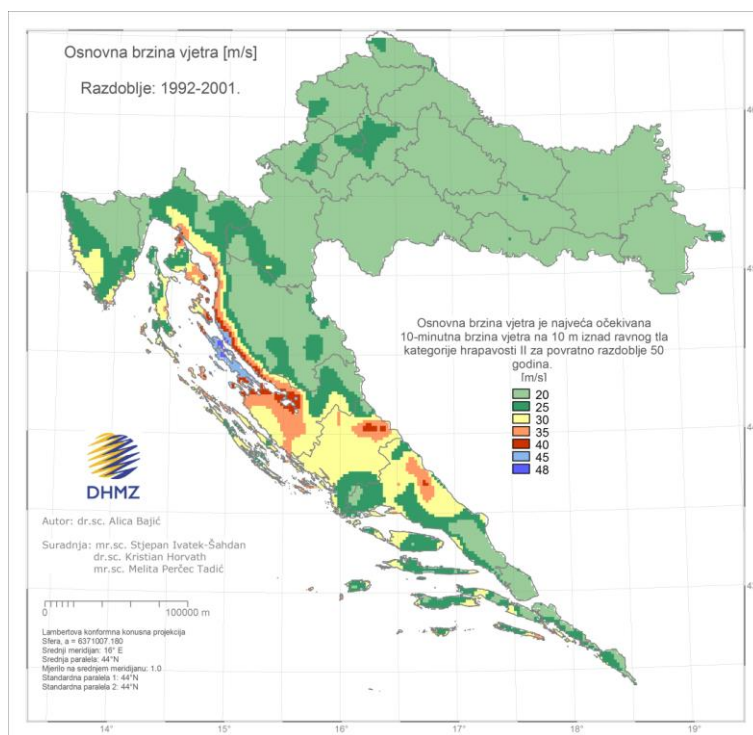 Osnovna brzina vjetra [m/s]
Razdoblje: 1992-2001.
Osnovna brzina vjetra je najveća očekivana
10-minutna brzina vjetra na 10 m iznad ravnog tla
kategorije hrapavosti II za povratno razdoblje 50
godina.
[m/s]
20
25
30
35
40
45
48
DHMZ
Autor: dr.sc. Alica Bajić
Suradnja: mr.sc. Stjepan Ivatek-Šahdan
dr.sc. Kristian Horvath
mr.sc. Melita Perčec Tadić
0 100000 m
Lambertova konformna konusna projekcija
Sfera, a = 6371007.180
Srednji meridijan: 16° E
Srednja paralela: 44°N
Mjerilo na srednjem meridijanu: 1.0
Standardna paralela 1: 44°N
Standardna paralela 2: 44°N
14° 15° 16° 17° 18° 19°